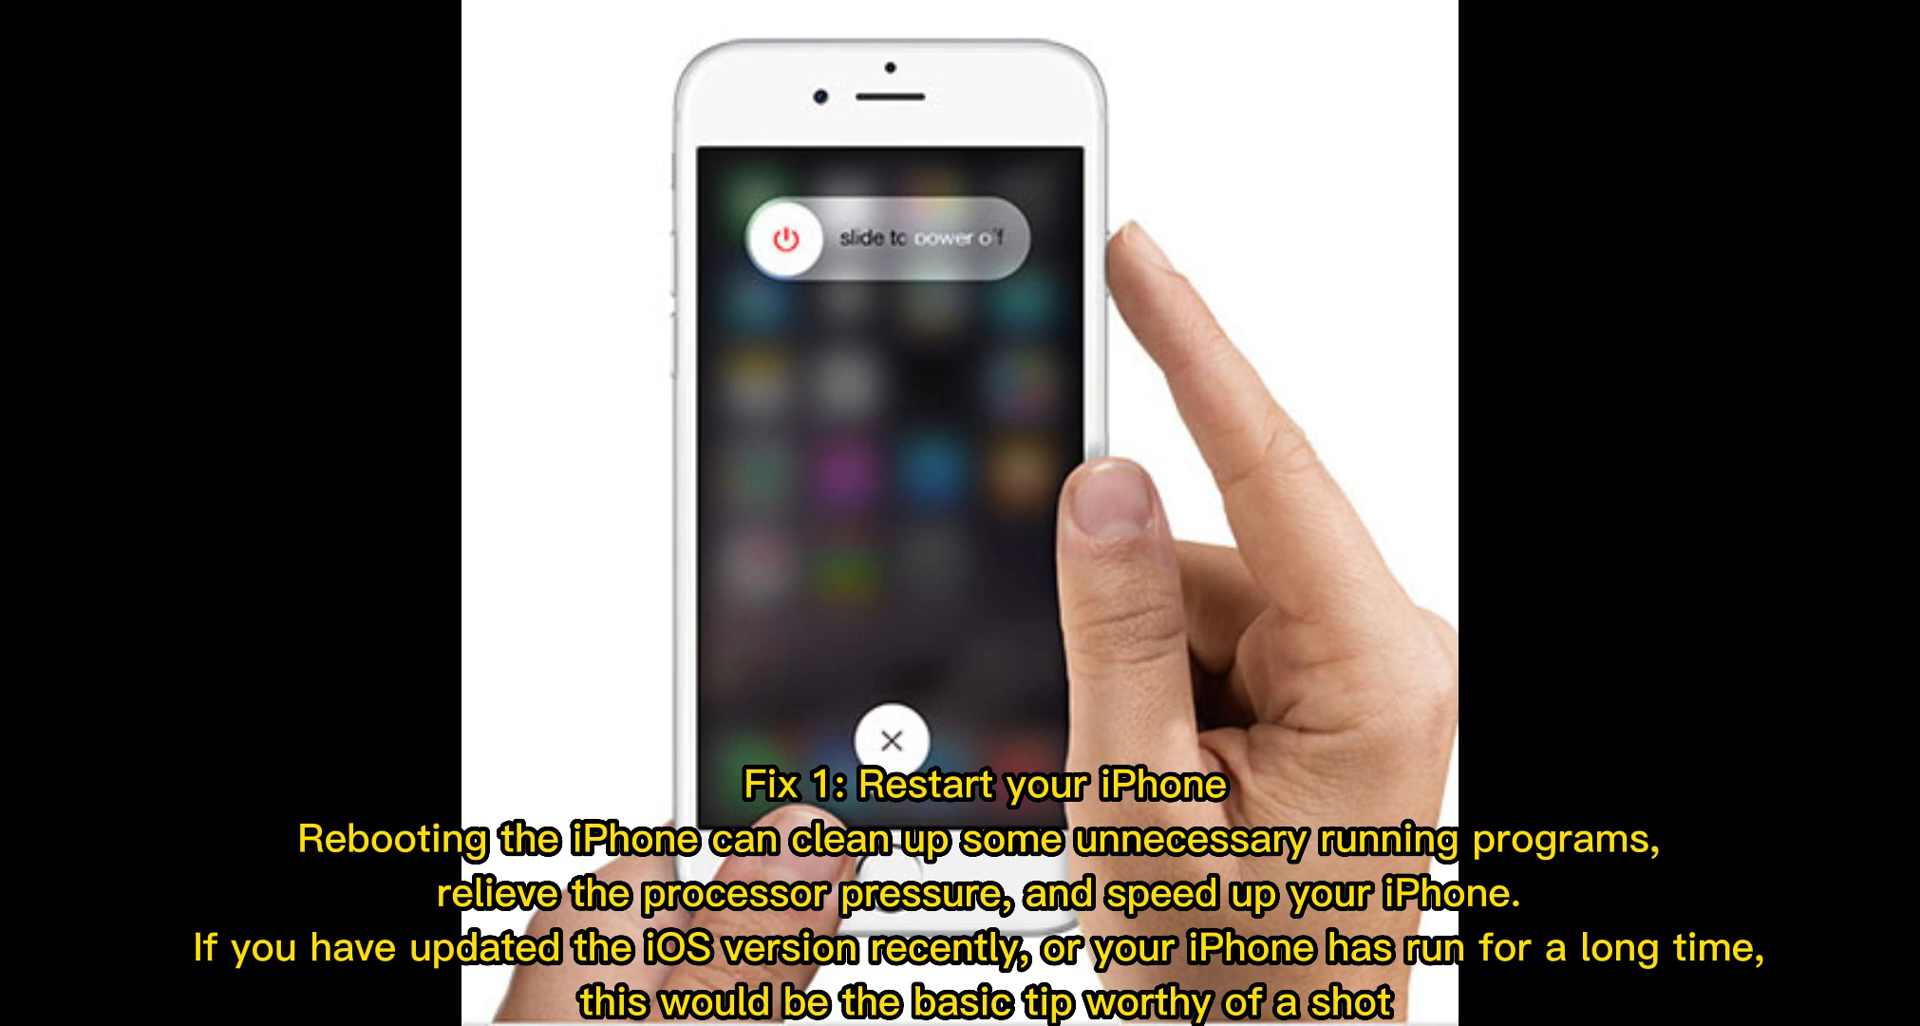 slide to power off
Fix 1: Restart your iPhone
Rebooting the iPhone can clean up some unnecessary running programs,
relieve the processor pressure, and speed up your iPhone.
If you have updated the iOS version recently, or your iPhone has run for a long time,
this would be the basic tip worthy of a shot